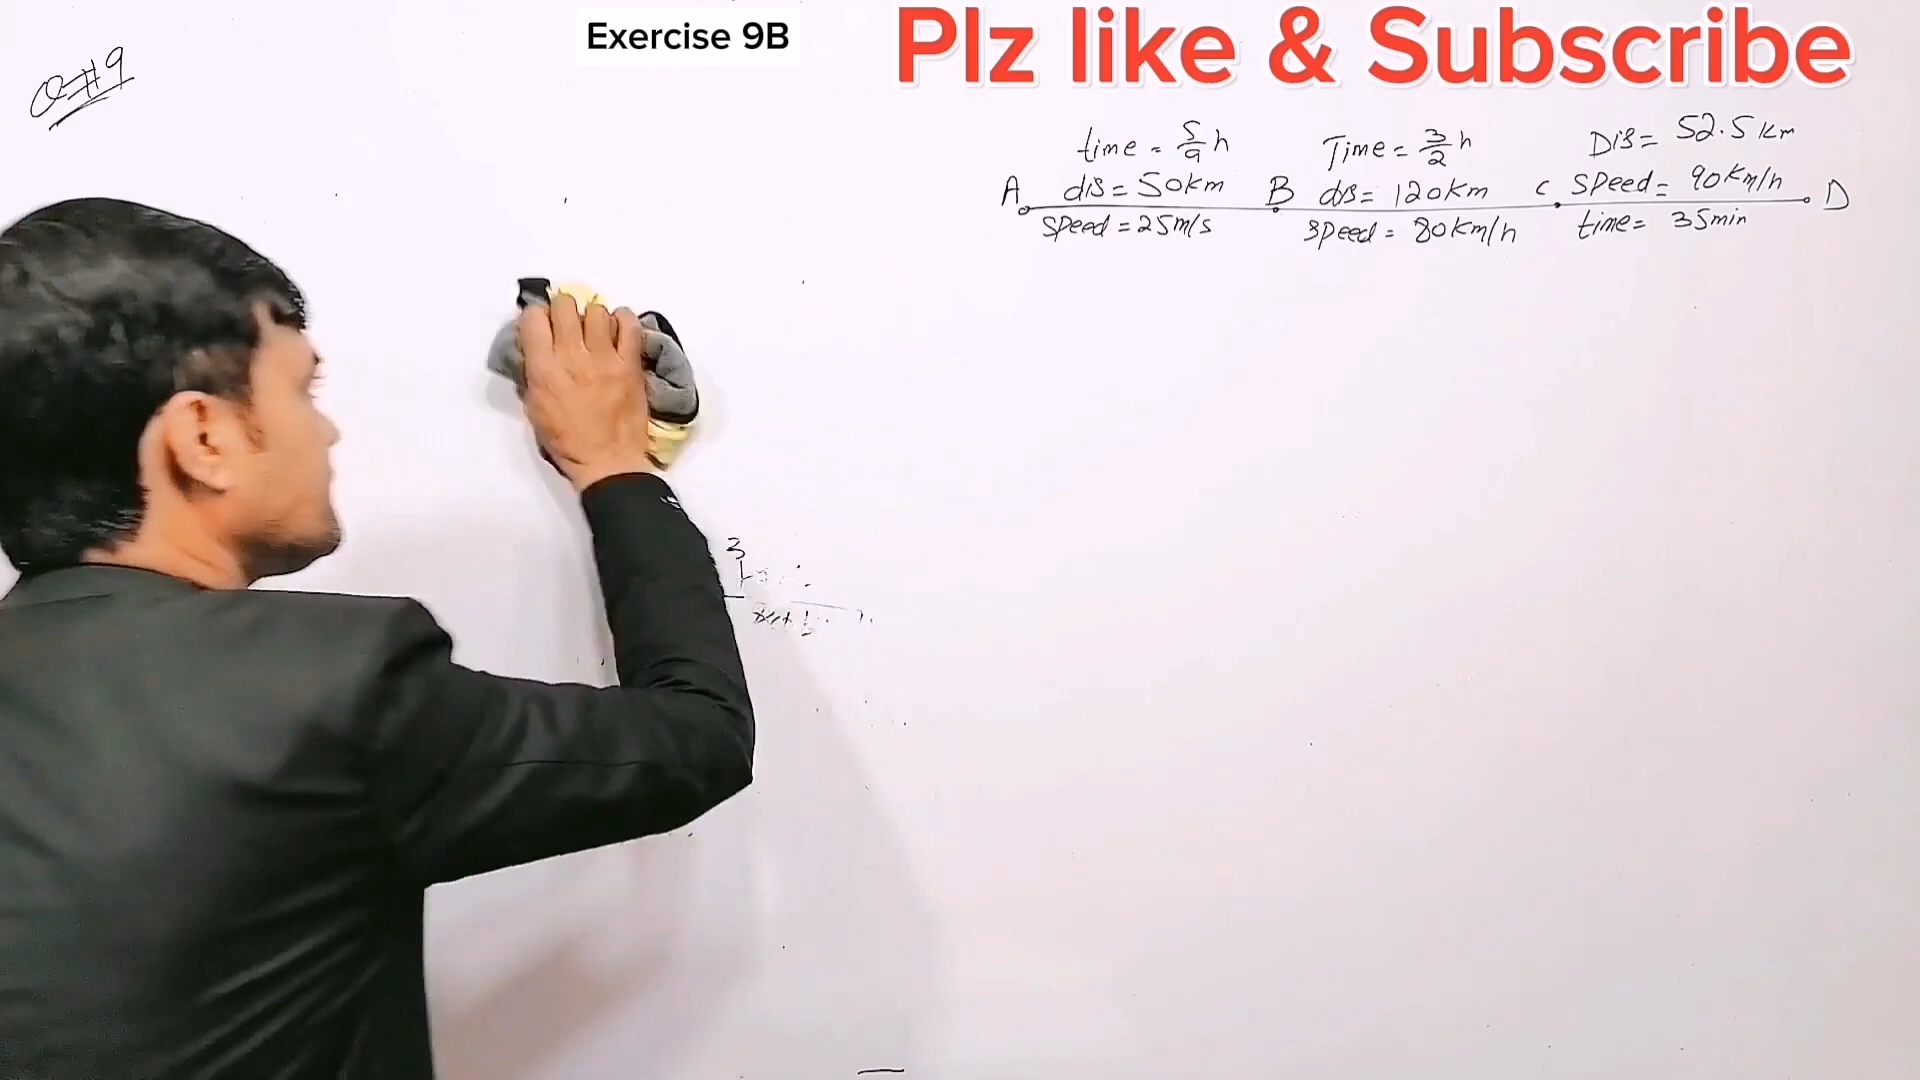 Exercise 9B
Plz like & Subscribe
Q#9
time = 5/9 h
Time = 3/2 h
Dis = 52.5 Km
A dis = 50km B dis = 120Km C Speed = 90Km/h D
Speed = 25m/s
Speed = 80Km/h
time = 35min
3